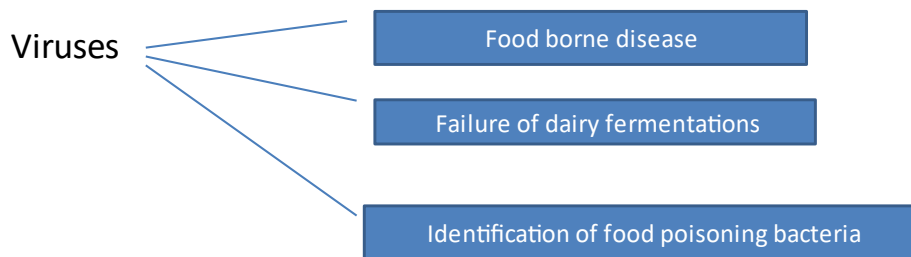 Viruses
Food borne disease
Failure of dairy fermentations
Identification of food poisoning bacteria